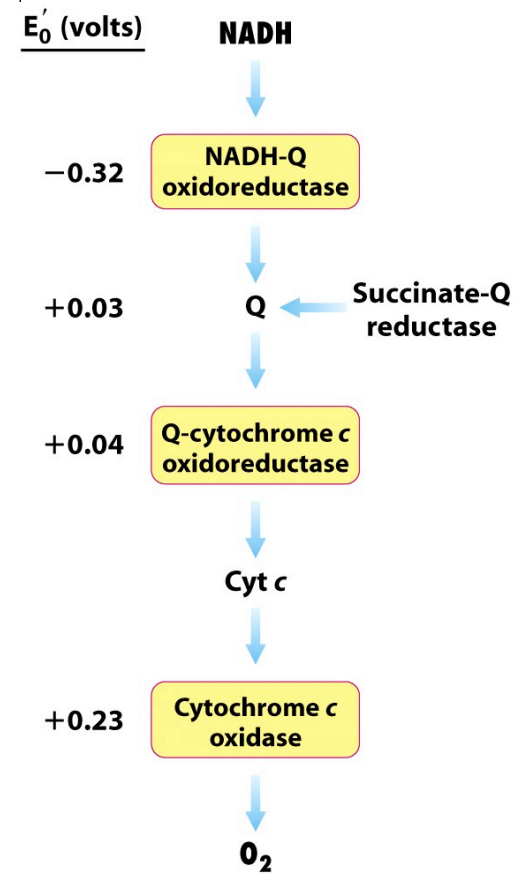 E₀′ (volts)
NADH
−0.32
NADH-Q
oxidoreductase
+0.03
Q
Succinate-Q
reductase
+0.04
Q-cytochrome c
oxidoreductase
Cyt c
+0.23
Cytochrome c
oxidase
O₂